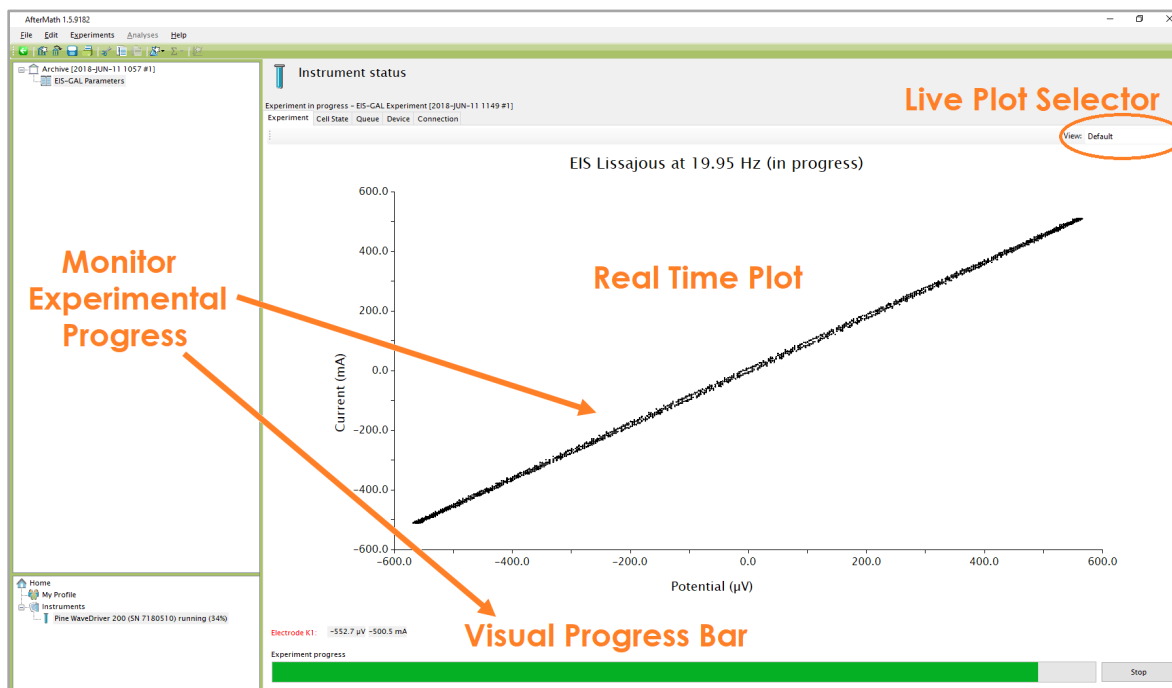 AfterMath 1.5.9182
File Edit Experiments Analyses Help
Archive [2018-JUN-11 1057 #1]
EIS-GAL Parameters
Instrument status
Experiment in progress - EIS-GAL Experiment [2018-JUN-11 1149 #1]
Live Plot Selector
Experiment Cell State Queue Device Connection
View: Default
EIS Lissajous at 19.95 Hz (in progress)
600.0
400.0
200.0
0.0
-200.0
-400.0
-600.0
Current (mA)
-600.0 -400.0 -200.0 0.0 200.0 400.0 600.0
Potential (µV)
Monitor
Experimental
Progress
Real Time Plot
Home
My Profile
Instruments
Pine WaveDriver 200 (SN 7180510) running (34%)
Electrode K1: -552.7 µV -500.5 mA
Visual Progress Bar
Experiment progress
Stop